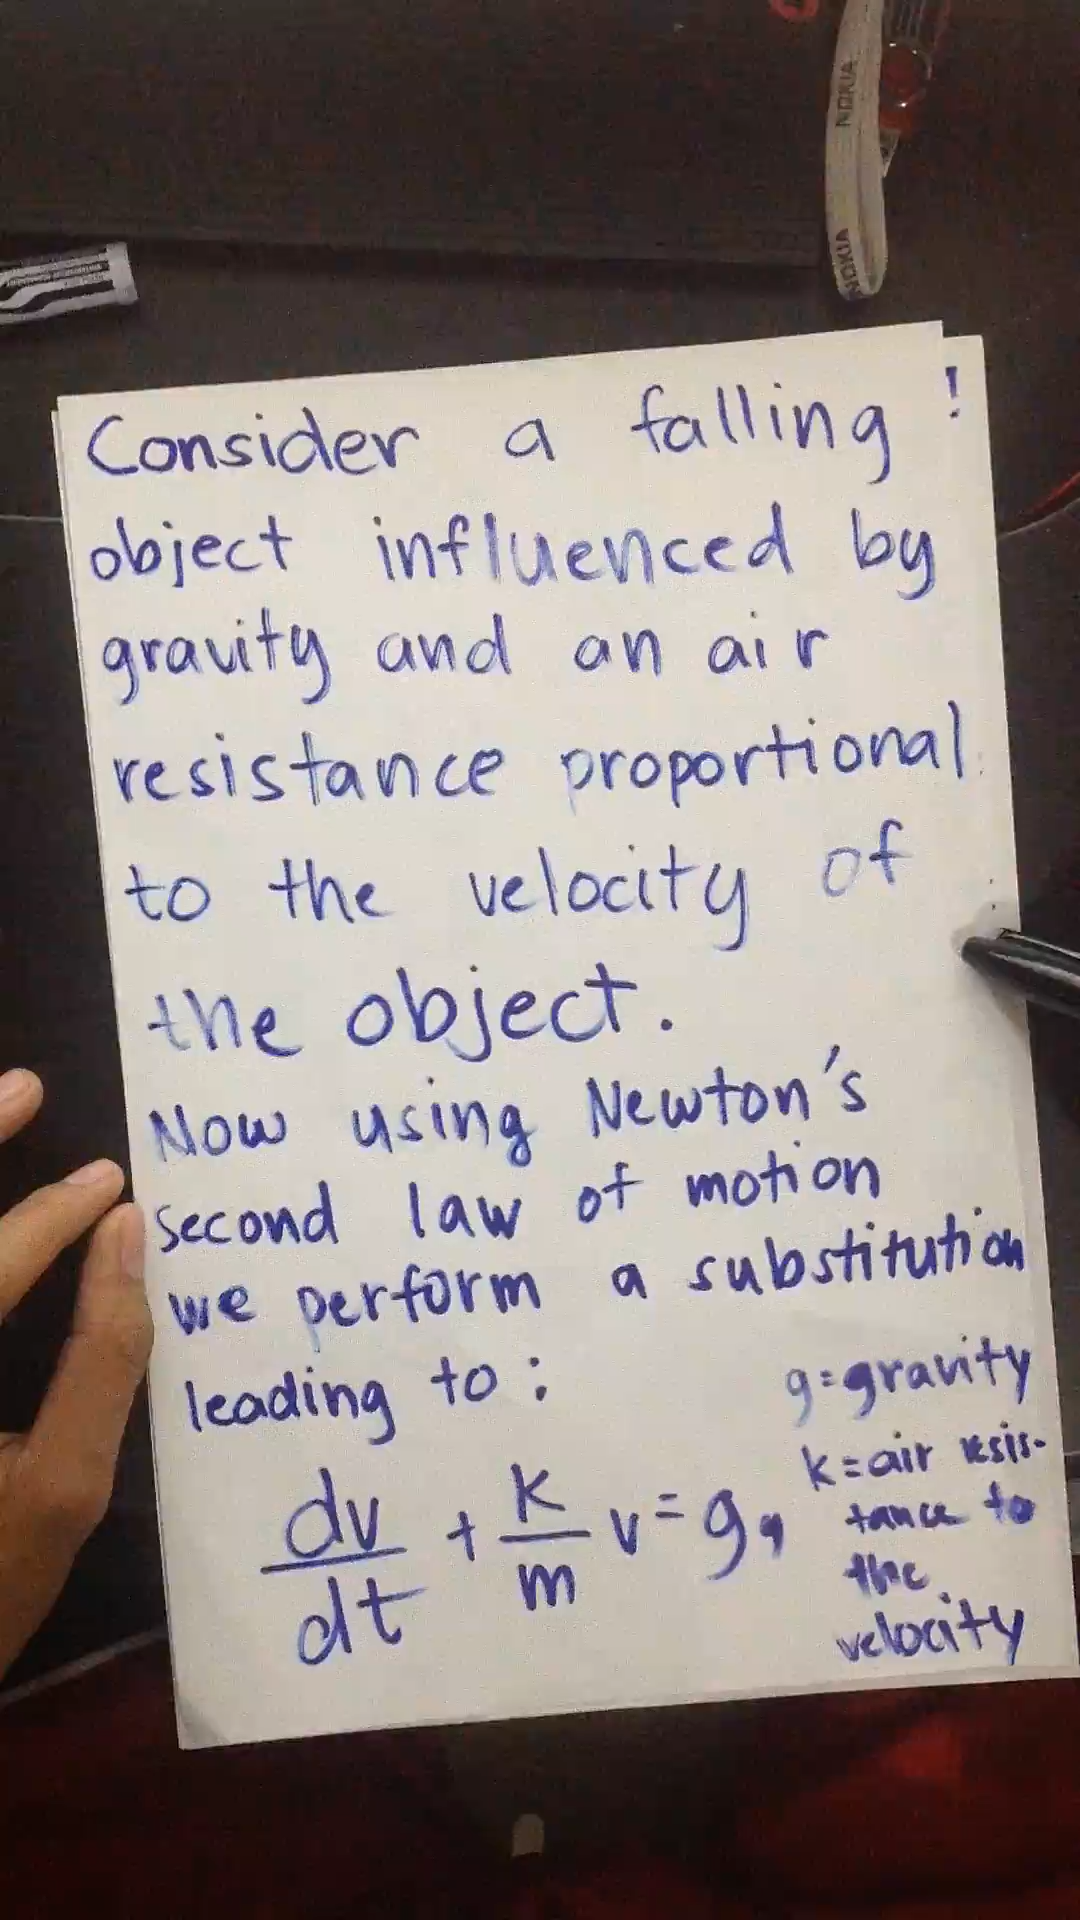 NOKIA
NOKIA
Consider a falling !
object influenced by
gravity and an air
resistance proportional
to the velocity of
the object.
Now using Newton's
second law of motion
we perform a substitution
leading to:
g=gravity
k=air resis-
tance to
the
velocity
dv/dt + k/m v = g,